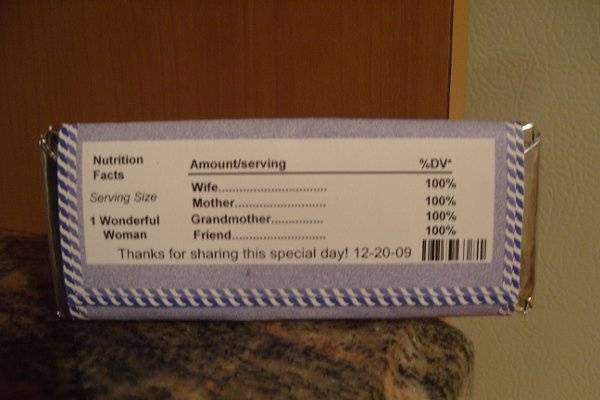 Nutrition Facts
Amount/serving %DV*
Serving Size
Wife.............................. 100%
Mother......................... 100%
1 Wonderful Woman
Grandmother.............. 100%
Friend.......................... 100%
Thanks for sharing this special day! 12-20-09